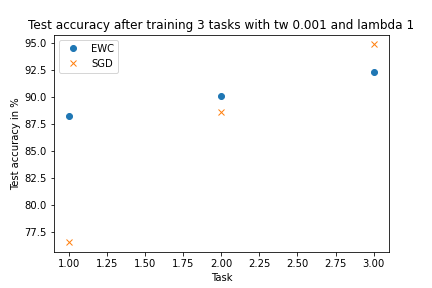 Test accuracy after training 3 tasks with tw 0.001 and lambda 1
EWC
SGD
95.0
92.5
90.0
87.5
85.0
82.5
80.0
77.5
Test accuracy in %
1.00 1.25 1.50 1.75 2.00 2.25 2.50 2.75 3.00
Task